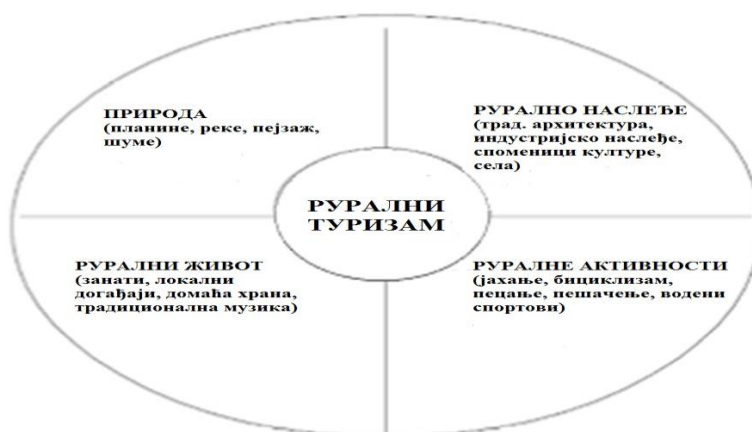 ПРИРОДА
(планине, реке, пејзаж,
шуме)
РУРАЛНО НАСЛЕЂЕ
(трад. архитектура,
индустријско наслеђе,
споменици културе,
села)
РУРАЛНИ
ТУРИЗАМ
РУРАЛНИ ЖИВОТ
(занати, локални
догађаји, домаћа храна,
традиционална музика)
РУРАЛНЕ АКТИВНОСТИ
(јахање, бициклизам,
пецање, пешачење, водени
спортови)